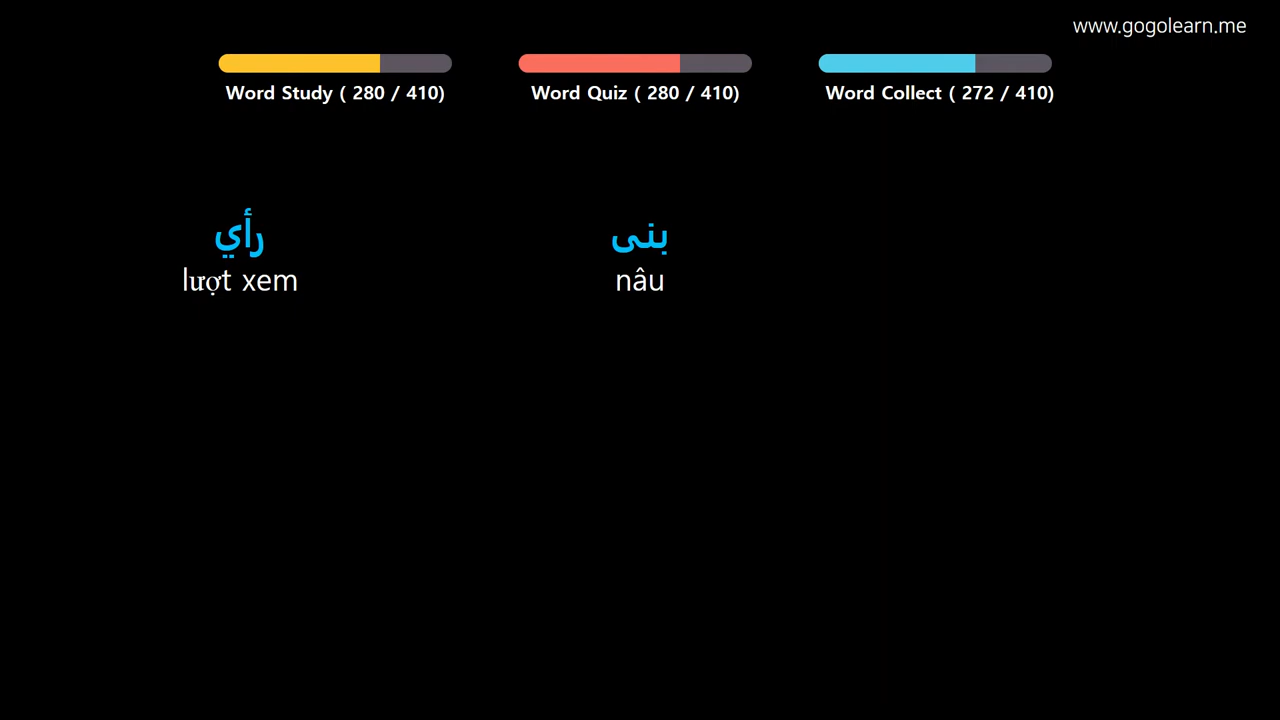 www.gogolearn.me
Word Study ( 280 / 410)
Word Quiz ( 280 / 410)
Word Collect ( 272 / 410)
رأي
lượt xem
بنى
nâu